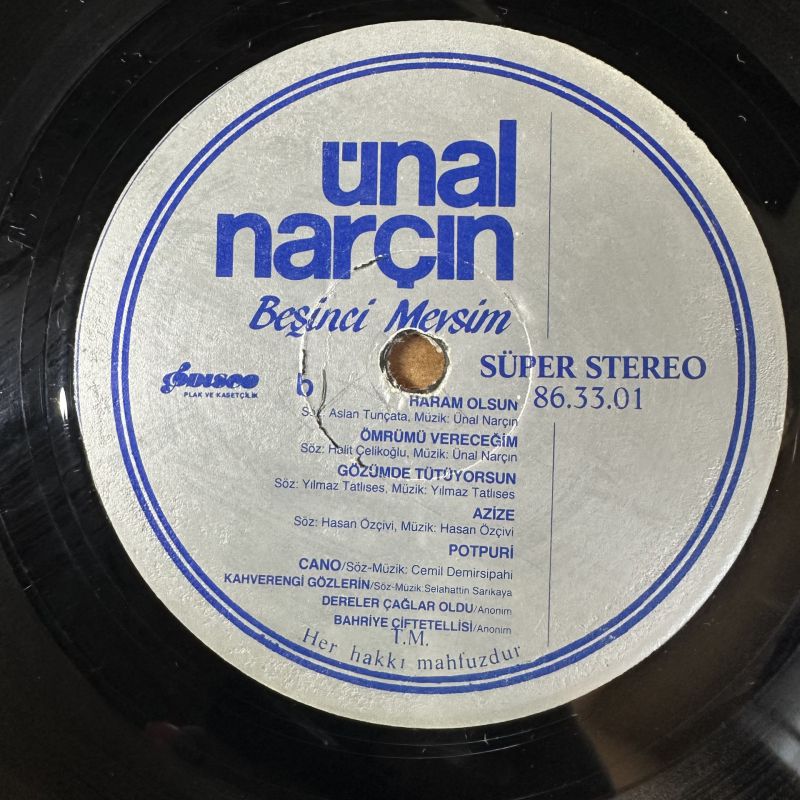 ünal
narçın
Beşinci Mevsim
DISCO
PLAK VE KASETÇİLİK
b
SÜPER STEREO
86.33.01
HARAM OLSUN
Söz: Aslan Tunçata, Müzik: Ünal Narçın
ÖMRÜMÜ VERECEĞİM
Söz: Halit Çelikoğlu, Müzik: Ünal Narçın
GÖZÜMDE TÜTÜYORSUN
Söz: Yılmaz Tatlıses, Müzik: Yılmaz Tatlıses
AZİZE
Söz: Hasan Özçivi, Müzik: Hasan Özçivi
POTPURİ
CANO/Söz-Müzik: Cemil Demirsipahi
KAHVERENGİ GÖZLERİN/Söz-Müzik Selahattin Sarıkaya
DERELER ÇAĞLAR OLDU/Anonim
BAHRİYE ÇİFTETELLİSİ/Anonim
T.M.
Her hakkı mahfuzdur